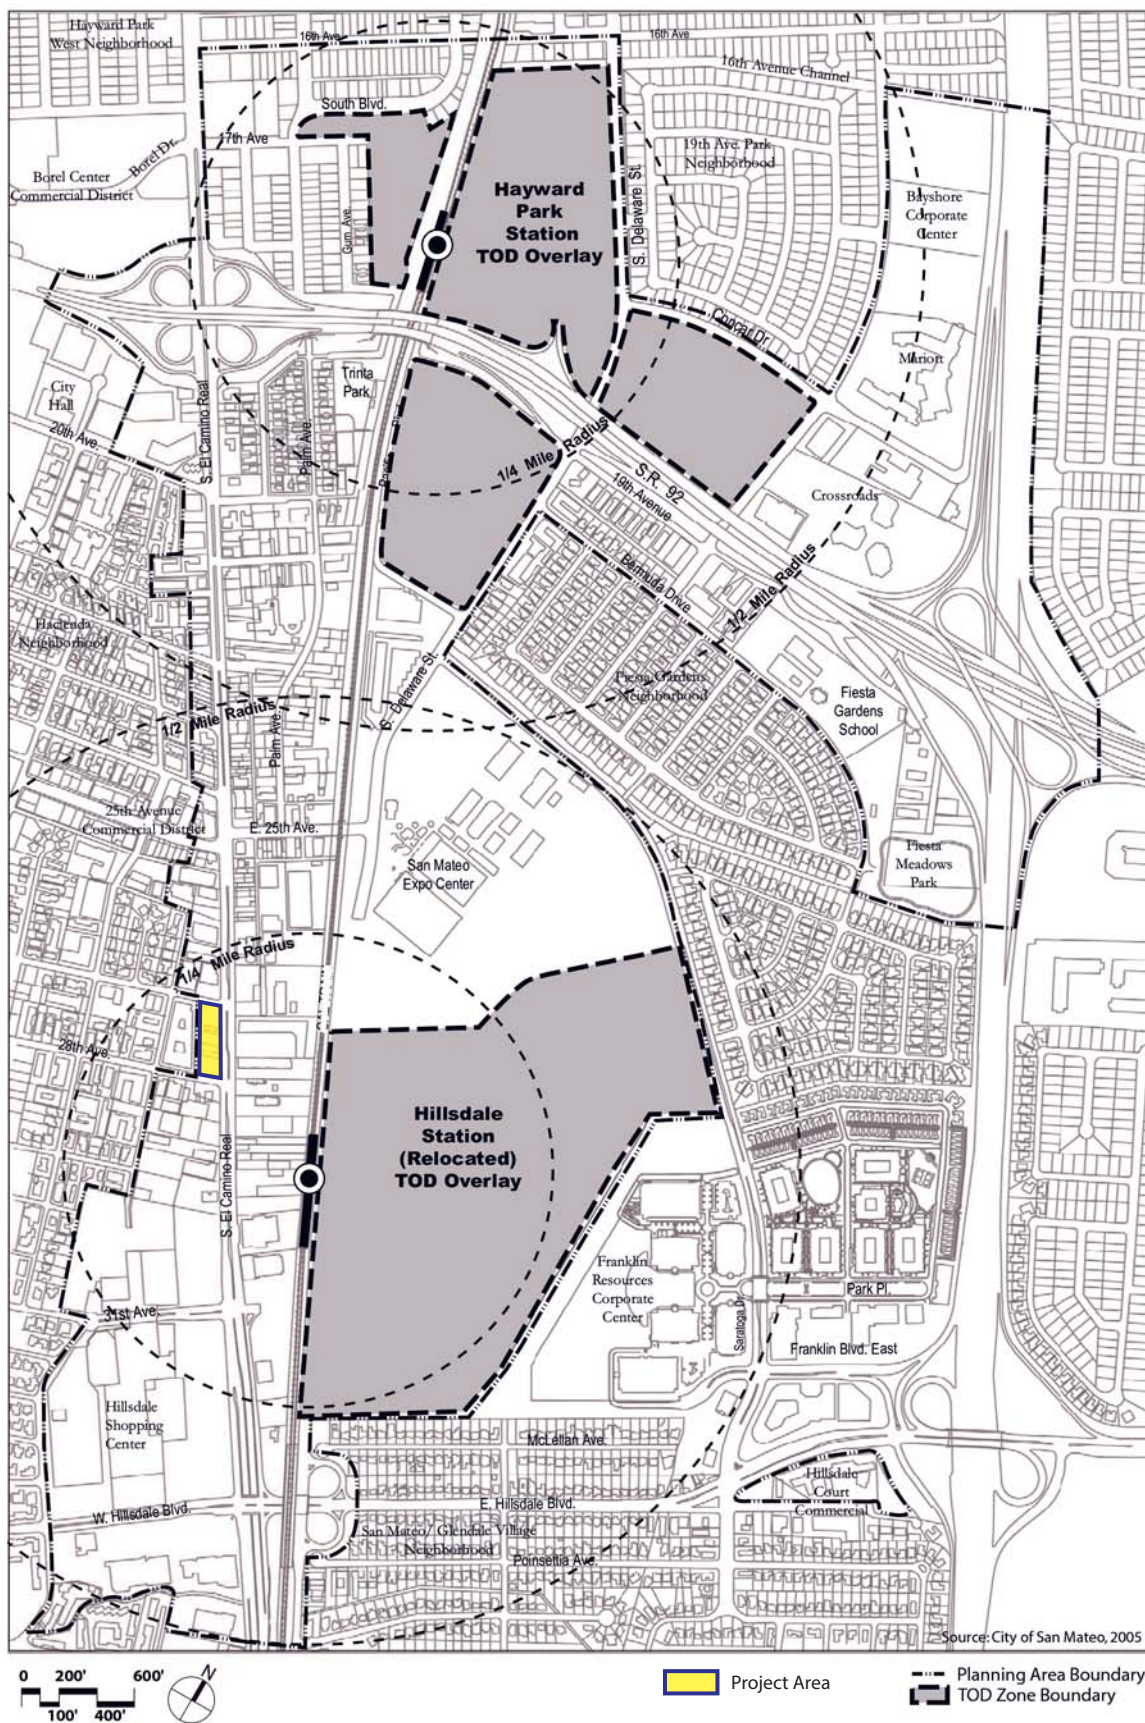 Hayward Park
West Neighborhood
16th Ave
16th Ave
16th Avenue Channel
South Blvd.
17th Ave
Borel Dr.
Borel Center
Commercial District
19th Ave. Park
Neighborhood
Hayward
Park
Station
TOD Overlay
S. Delaware St.
Bayshore
Corporate
Center
Gum. Ave.
Concar Dr
Mariott
Trinta
Park
City
Hall
20th Ave.
S. El Camino Real
Palm Ave.
Pacific Pl.
1/4 Mile Radius
S.R. 92
19th Avenue
Crossroads
Bermuda Drive
1/2 Mile Radius
Hacienda
Neighborhood
Fiesta Gardens
Neighborhood
Fiesta
Gardens
School
S. Delaware St.
1/2 Mile Radius
Palm Ave.
25th Avenue
Commercial District
E. 25th Ave.
San Mateo
Expo Center
Fiesta
Meadows
Park
1/4 Mile Radius
28th Ave.
Hillsdale
Station
(Relocated)
TOD Overlay
S. El Camino Real
Franklin
Resources
Corporate
Center
Park Pl.
Saratoga Dr.
31st Ave.
Franklin Blvd. East
Hillsdale
Shopping
Center
McLellan Ave.
Hillsdale
Court
Commercial
W. Hillsdale Blvd.
E. Hillsdale Blvd.
San Mateo/ Glendale Village
Neighborhood
Poinsettia Ave.
Source: City of San Mateo, 2005
0 200' 600'
100' 400'
N
Project Area
Planning Area Boundary
TOD Zone Boundary